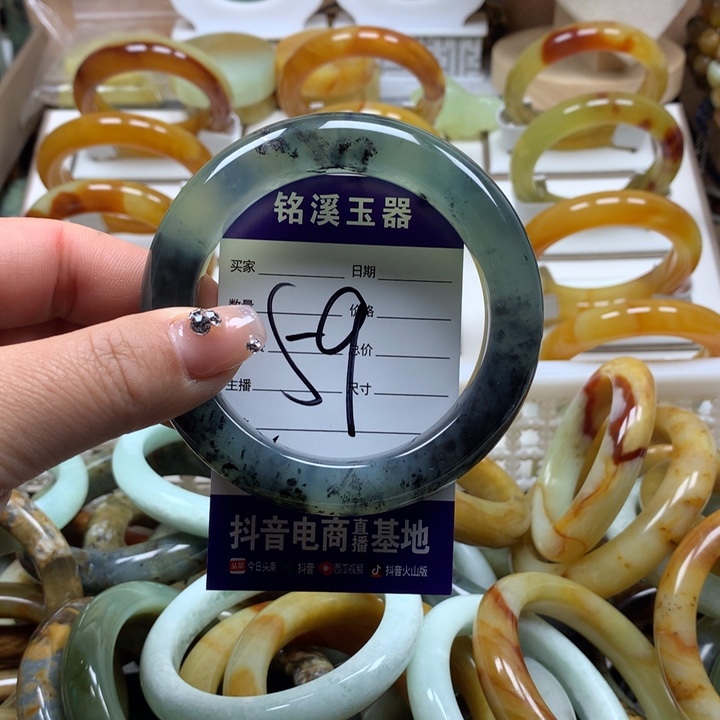 铭溪玉器
买家 日期
数量 价格
总价
主播 尺寸
59
抖音电商直播基地
头条 今日头条 抖音 西瓜视频 抖音火山版